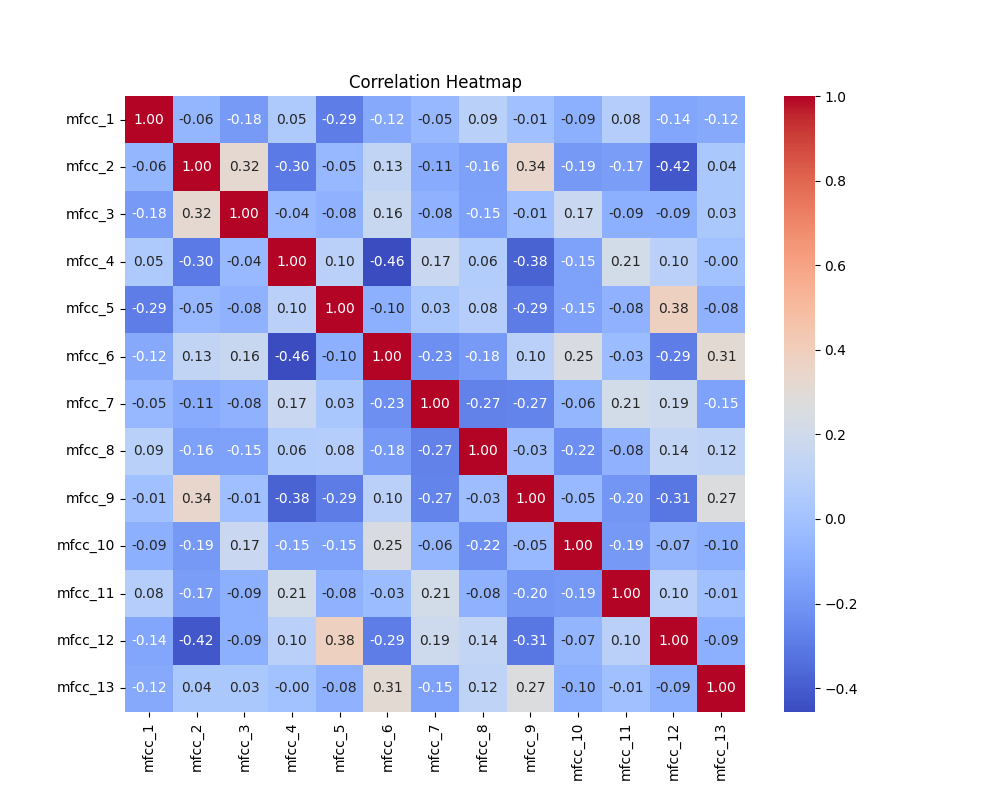 Correlation Heatmap
mfcc_1 1.00 -0.06 -0.18 0.05 -0.29 -0.12 -0.05 0.09 -0.01 -0.09 0.08 -0.14 -0.12
mfcc_2 -0.06 1.00 0.32 -0.30 -0.05 0.13 -0.11 -0.16 0.34 -0.19 -0.17 -0.42 0.04
mfcc_3 -0.18 0.32 1.00 -0.04 -0.08 0.16 -0.08 -0.15 -0.01 0.17 -0.09 -0.09 0.03
mfcc_4 0.05 -0.30 -0.04 1.00 0.10 -0.46 0.17 0.06 -0.38 -0.15 0.21 0.10 -0.00
mfcc_5 -0.29 -0.05 -0.08 0.10 1.00 -0.10 0.03 0.08 -0.29 -0.15 -0.08 0.38 -0.08
mfcc_6 -0.12 0.13 0.16 -0.46 -0.10 1.00 -0.23 -0.18 0.10 0.25 -0.03 -0.29 0.31
mfcc_7 -0.05 -0.11 -0.08 0.17 0.03 -0.23 1.00 -0.27 -0.27 -0.06 0.21 0.19 -0.15
mfcc_8 0.09 -0.16 -0.15 0.06 0.08 -0.18 -0.27 1.00 -0.03 -0.22 -0.08 0.14 0.12
mfcc_9 -0.01 0.34 -0.01 -0.38 -0.29 0.10 -0.27 -0.03 1.00 -0.05 -0.20 -0.31 0.27
mfcc_10 -0.09 -0.19 0.17 -0.15 -0.15 0.25 -0.06 -0.22 -0.05 1.00 -0.19 -0.07 -0.10
mfcc_11 0.08 -0.17 -0.09 0.21 -0.08 -0.03 0.21 -0.08 -0.20 -0.19 1.00 0.10 -0.01
mfcc_12 -0.14 -0.42 -0.09 0.10 0.38 -0.29 0.19 0.14 -0.31 -0.07 0.10 1.00 -0.09
mfcc_13 -0.12 0.04 0.03 -0.00 -0.08 0.31 -0.15 0.12 0.27 -0.10 -0.01 -0.09 1.00
mfcc_1 mfcc_2 mfcc_3 mfcc_4 mfcc_5 mfcc_6 mfcc_7 mfcc_8 mfcc_9 mfcc_10 mfcc_11 mfcc_12 mfcc_13
1.0
0.8
0.6
0.4
0.2
0.0
−0.2
−0.4